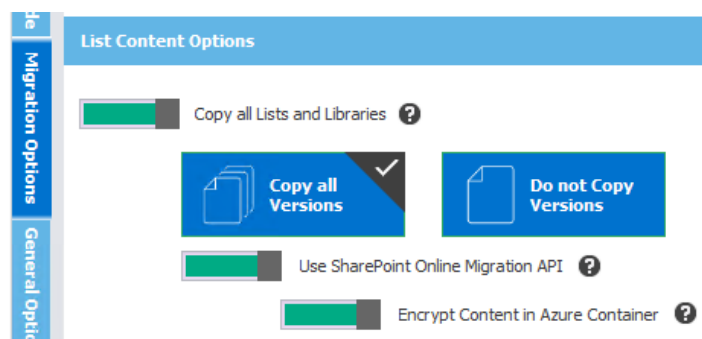 de
Migration Options
General Optio
List Content Options
Copy all Lists and Libraries ?
Copy all
Versions
Do not Copy
Versions
Use SharePoint Online Migration API ?
Encrypt Content in Azure Container ?